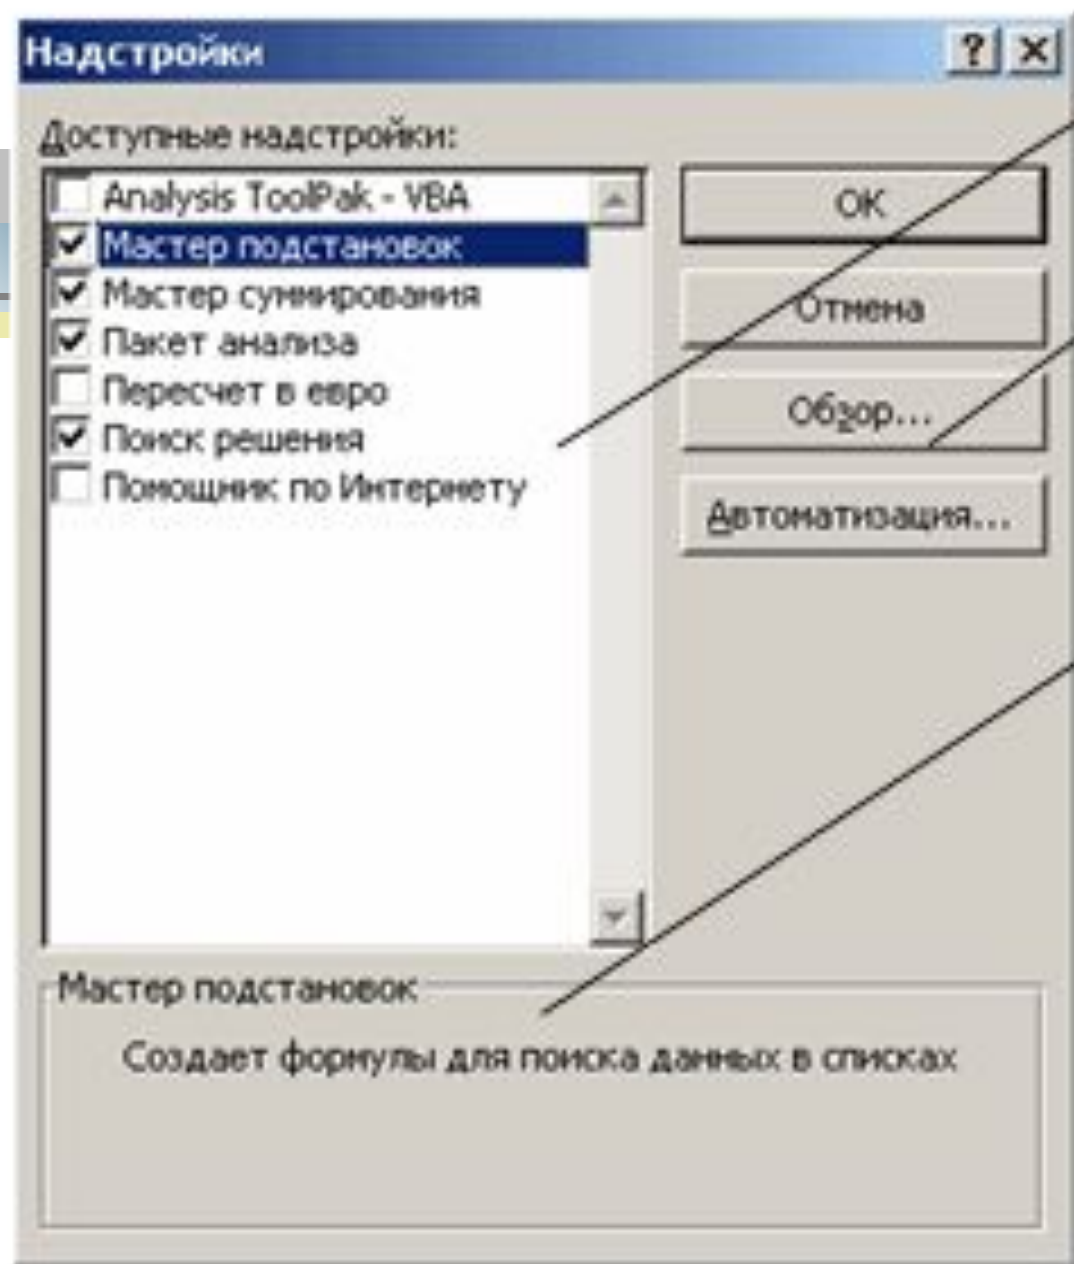 Надстройки
Доступные надстройки:
Analysis ToolPak - VBA
Мастер подстановок
Мастер суммирования
Пакет анализа
Пересчет в евро
Поиск решения
Помощник по Интернету
ОК
Отмена
Обзор...
Автоматизация...
Мастер подстановок
Создает формулы для поиска данных в списках